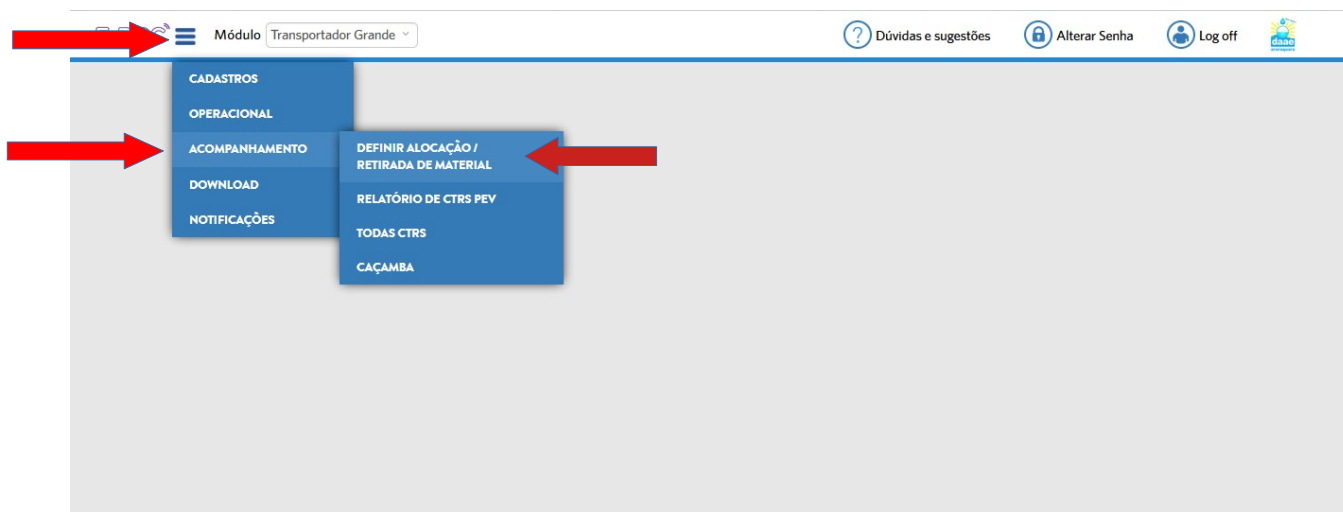 Módulo Transportador Grande
Dúvidas e sugestões
Alterar Senha
Log off
daae
CADASTROS
OPERACIONAL
ACOMPANHAMENTO
DOWNLOAD
NOTIFICAÇÕES
DEFINIR ALOCAÇÃO /
RETIRADA DE MATERIAL
RELATÓRIO DE CTRS PEV
TODAS CTRS
CAÇAMBA